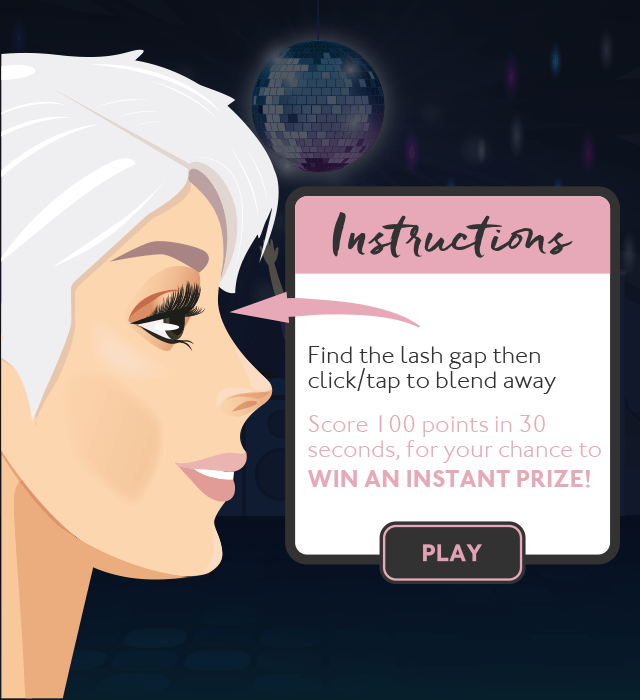 Instructions
Find the lash gap then
click/tap to blend away
Score 100 points in 30
seconds, for your chance to
WIN AN INSTANT PRIZE!
PLAY